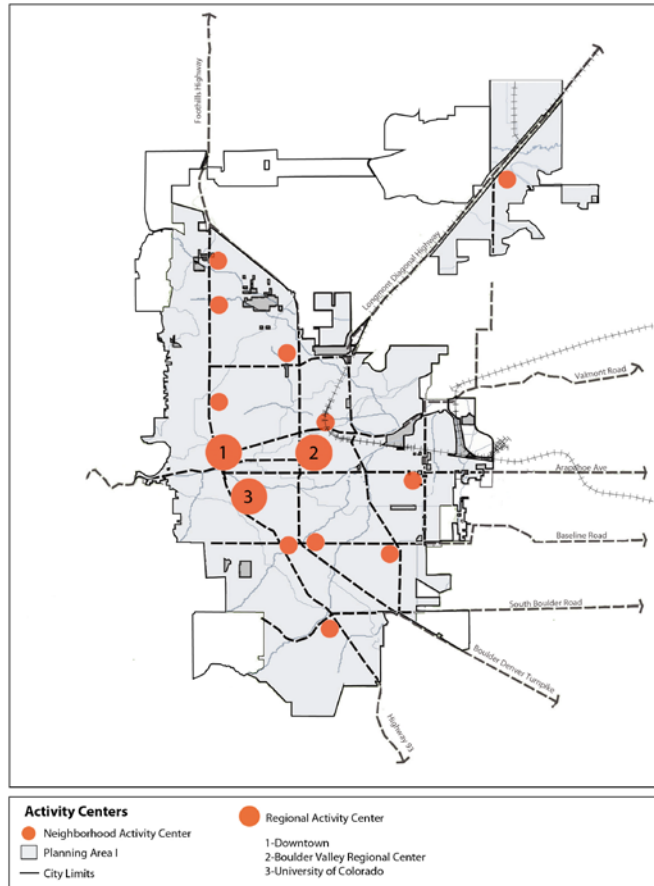 Foothills Highway
Longmont Diagonal Highway
Valmont Road
1
2
Arapahoe Ave
3
Baseline Road
South Boulder Road
Boulder Denver Turnpike
Highway 93
Activity Centers
Neighborhood Activity Center
Planning Area I
City Limits
Regional Activity Center
1-Downtown
2-Boulder Valley Regional Center
3-University of Colorado